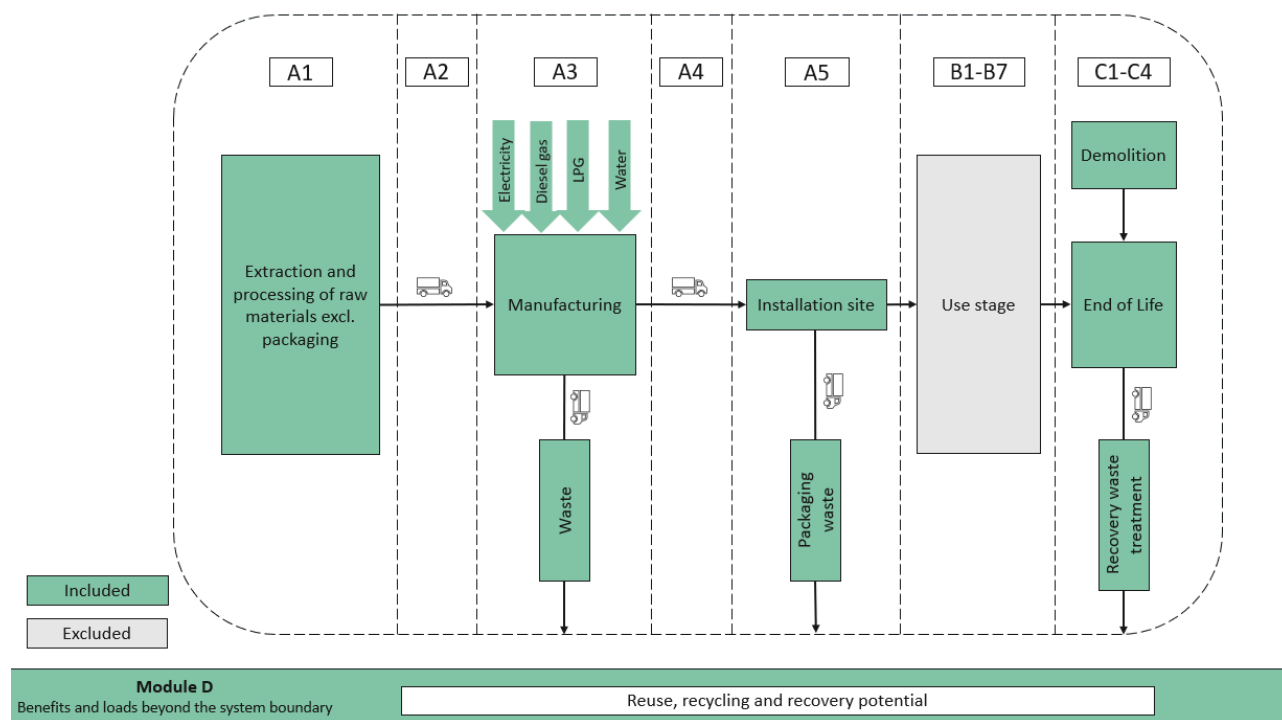 A1
A2
A3
A4
A5
B1-B7
C1-C4
Electricity
Diesel gas
LPG
Water
Demolition
Extraction and
processing of raw
materials excl.
packaging
Manufacturing
Installation site
Use stage
End of Life
Waste
Packaging
waste
Recovery waste
treatment
Included
Excluded
Module D
Benefits and loads beyond the system boundary
Reuse, recycling and recovery potential